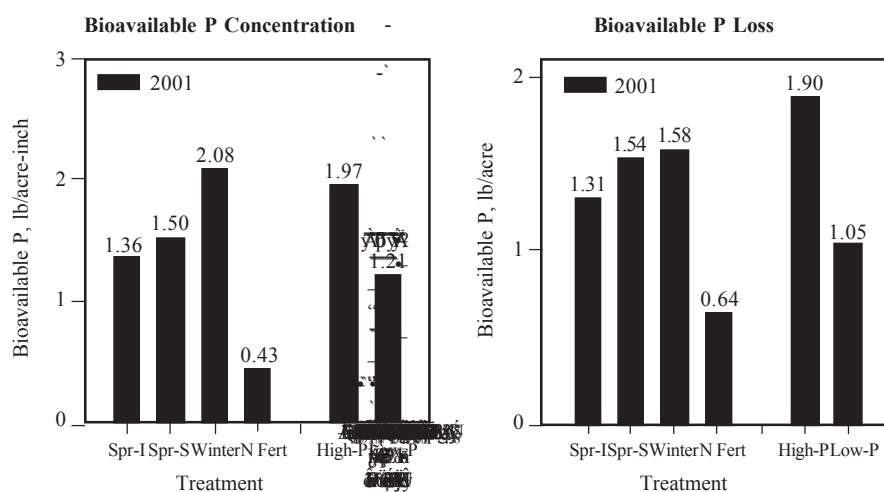 Bioavailable P Concentration
3
2001
2.08
2
1.97
1.50
1.36
1.21
1
0.43
0
Bioavailable P, lb/acre-inch
Spr-I Spr-S Winter N Fert High-P
Treatment
Bioavailable P Loss
2
2001
1.90
1.58
1.54
1.31
1.05
1
0.64
0
Bioavailable P, lb/acre
Spr-I Spr-S Winter N Fert High-P Low-P
Treatment